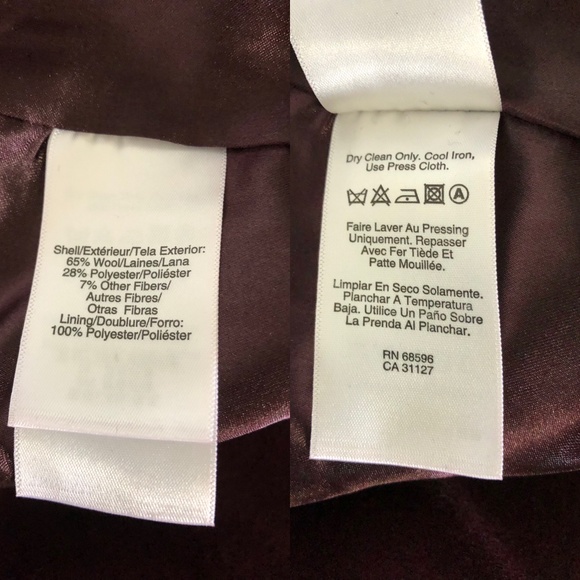 Shell/Extérieur/Tela Exterior:
65% Wool/Laines/Lana
28% Polyester/Poliéster
7% Other Fibers/
Autres Fibres/
Otras Fibras
Lining/Doublure/Forro:
100% Polyester/Poliéster
Dry Clean Only. Cool Iron,
Use Press Cloth.
A
Faire Laver Au Pressing
Uniquement. Repasser
Avec Fer Tiède Et
Patte Mouillée.
Limpiar En Seco Solamente.
Planchar A Temperatura
Baja. Utilice Un Paño Sobre
La Prenda Al Planchar.
RN 68596
CA 31127